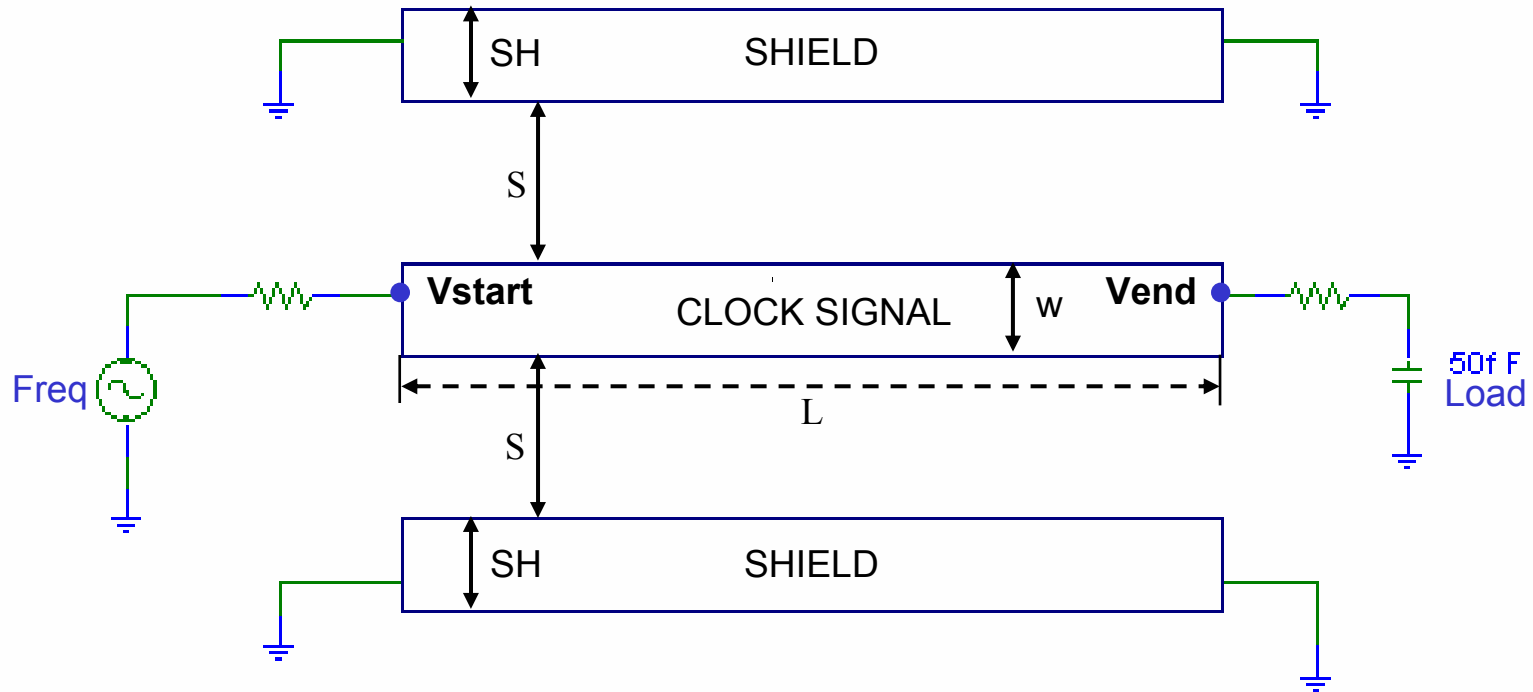 SH
SHIELD
S
Vstart
CLOCK SIGNAL
w
Vend
Freq
50f F
Load
L
S
SH
SHIELD